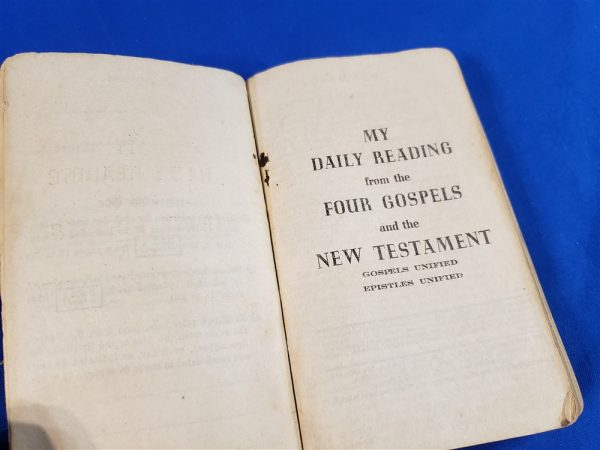 MY
DAILY READING
from the
FOUR GOSPELS
and the
NEW TESTAMENT
GOSPELS UNIFIED
EPISTLES UNIFIED